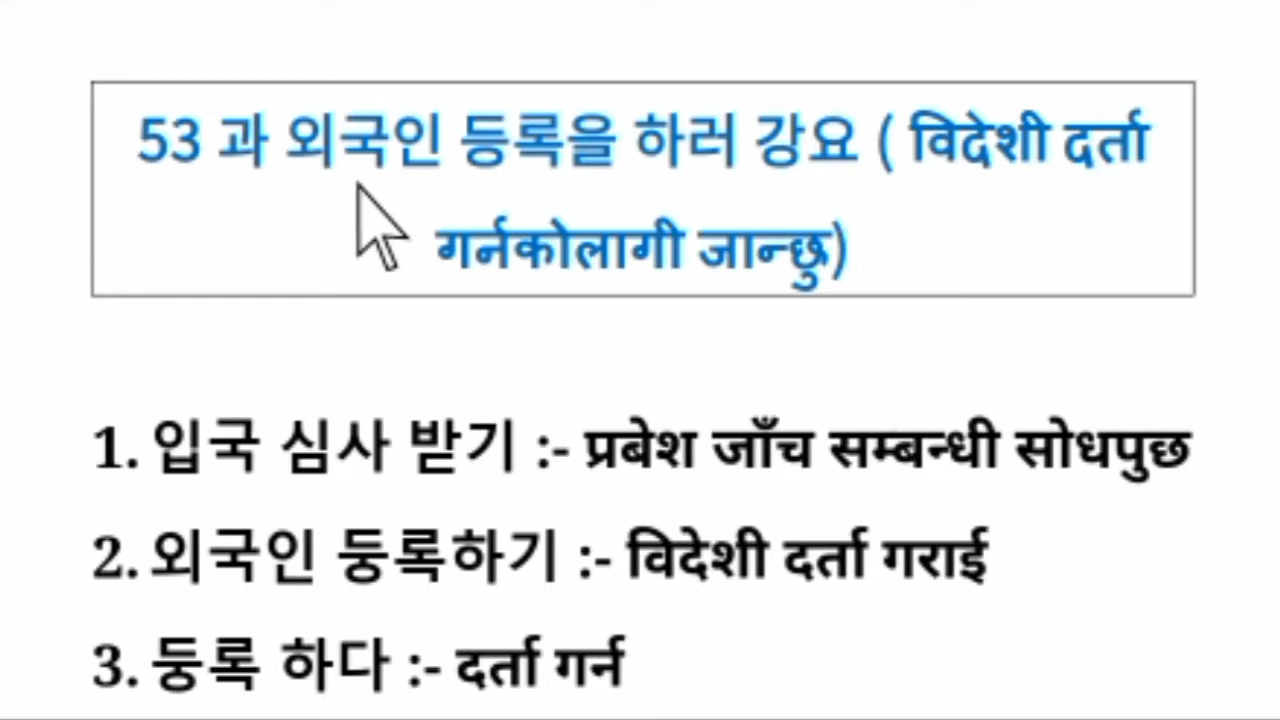 53 과 외국인 등록을 하러 강요 ( विदेशी दर्ता
गर्नकोलागी जान्छु)
1. 입국 심사 받기 :- प्रबेश जाँच सम्बन्धी सोधपुछ
2. 외국인 둥록하기 :- विदेशी दर्ता गराई
3. 둥록 하다 :- दर्ता गर्न